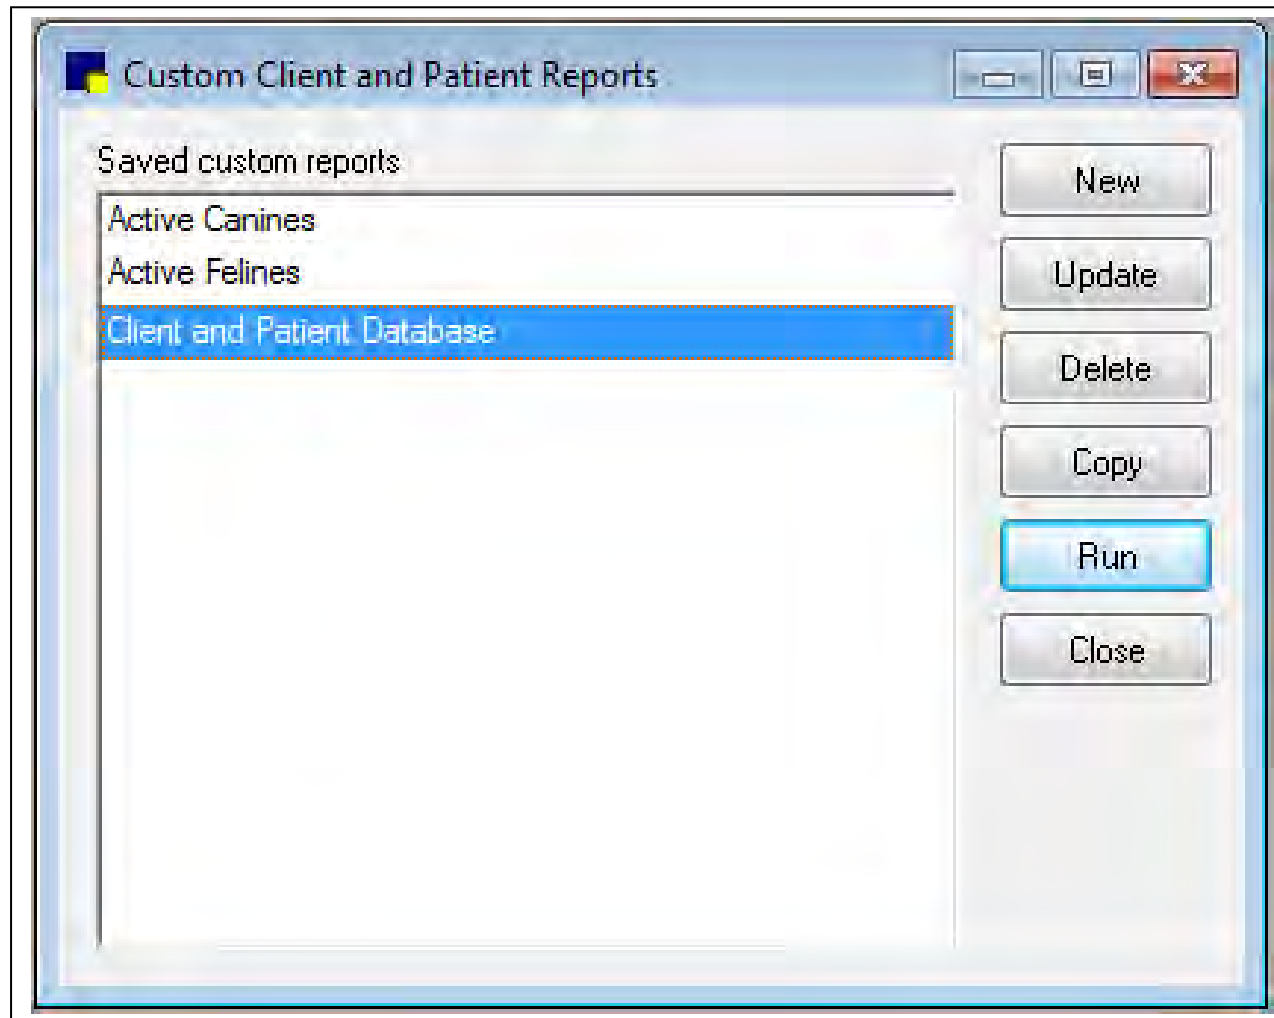 Custom Client and Patient Reports
Saved custom reports
Active Canines
Active Felines
Client and Patient Database
New
Update
Delete
Copy
Run
Close